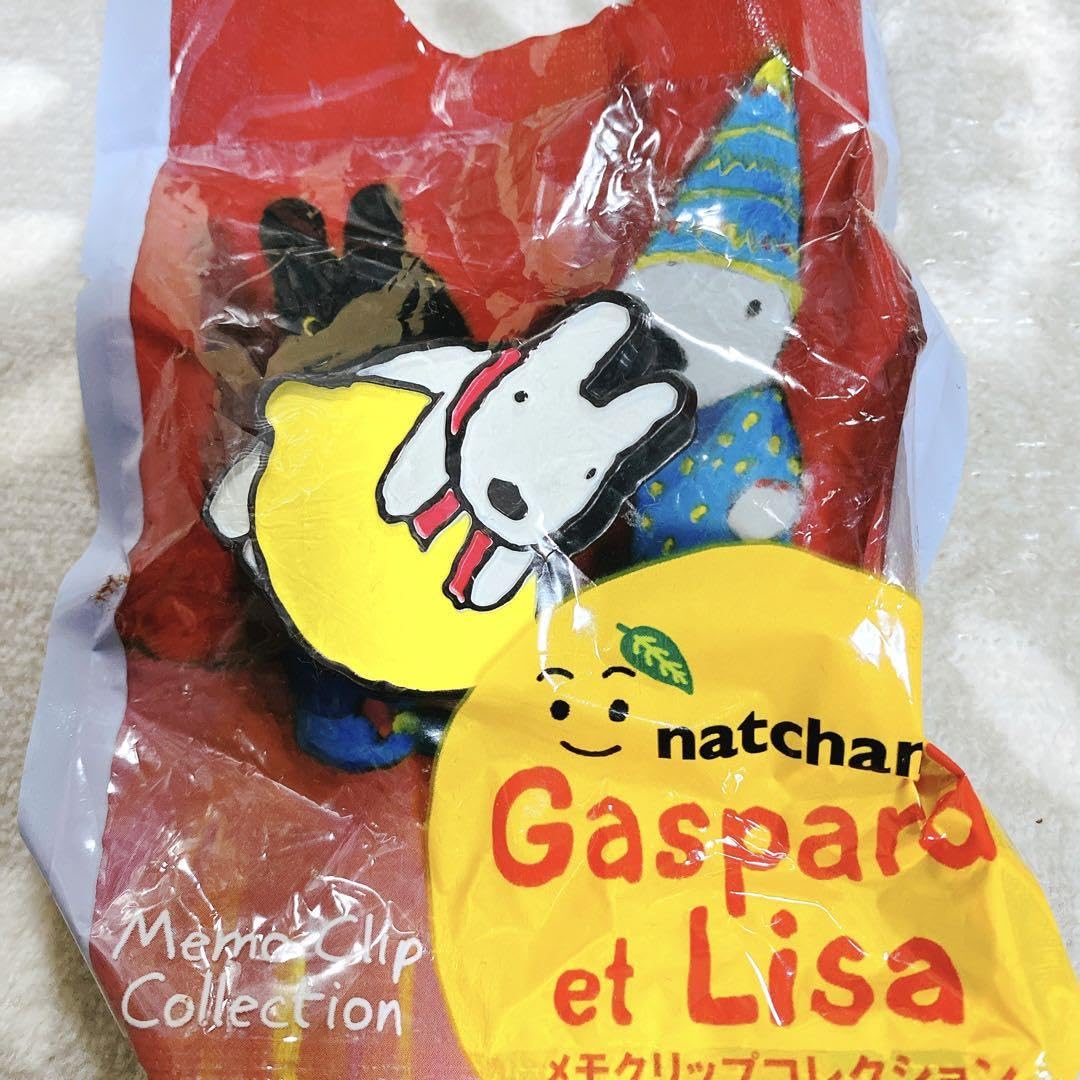 natchan
Gaspard
et Lisa
メモクリップコレクション
Memo Clip
Collection